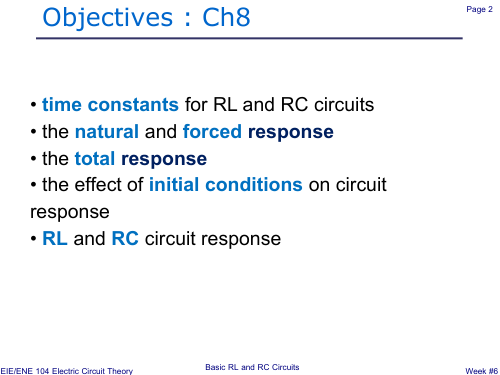 Objectives : Ch8
Page 2
• time constants for RL and RC circuits
• the natural and forced response
• the total response
• the effect of initial conditions on circuit
response
• RL and RC circuit response
EIE/ENE 104 Electric Circuit Theory
Basic RL and RC Circuits
Week #6